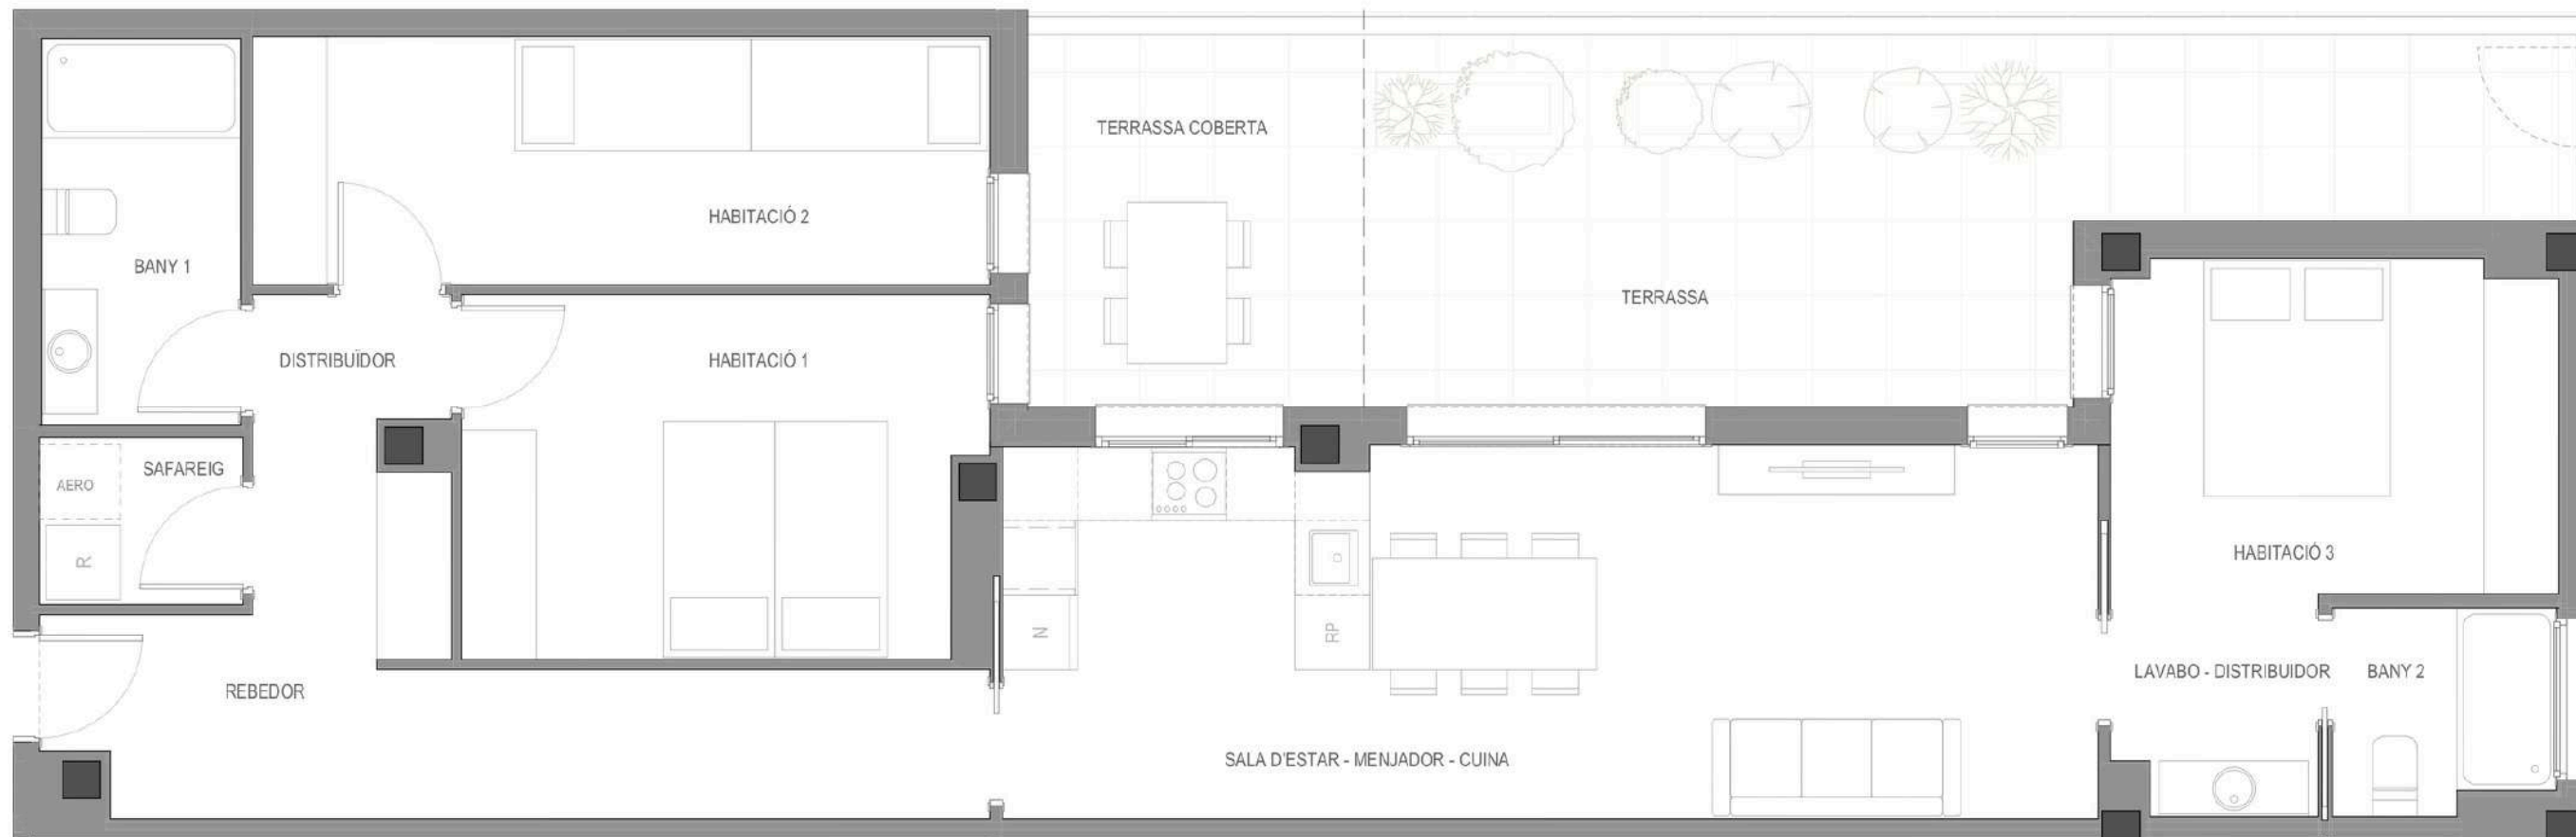 TERRASSA COBERTA
HABITACIÓ 2
BANY 1
TERRASSA
DISTRIBUÏDOR
HABITACIÓ 1
SAFAREIG
AERO
R
HABITACIÓ 3
N
RP
REBEDOR
LAVABO - DISTRIBUIDOR
BANY 2
SALA D'ESTAR - MENJADOR - CUINA